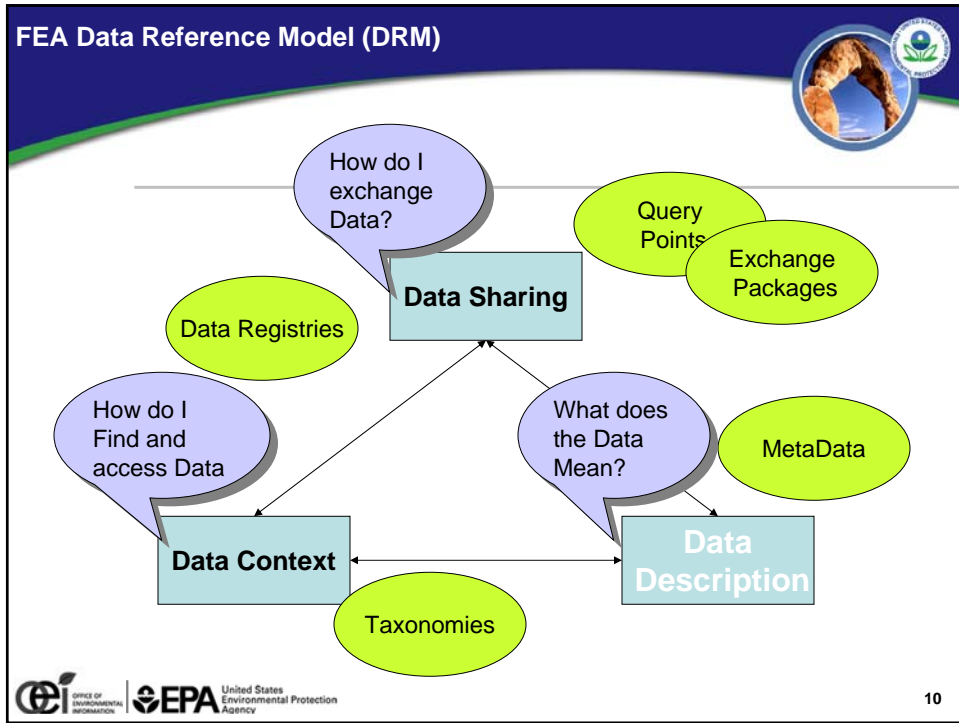 FEA Data Reference Model (DRM)
How do I
exchange
Data?
Query
Points
Exchange
Packages
Data Sharing
Data Registries
How do I
Find and
access Data
What does
the Data
Mean?
MetaData
Data Context
Data
Description
Taxonomies
OFFICE OF
ENVIRONMENTAL
INFORMATION
EPA
United States
Environmental Protection
Agency
10